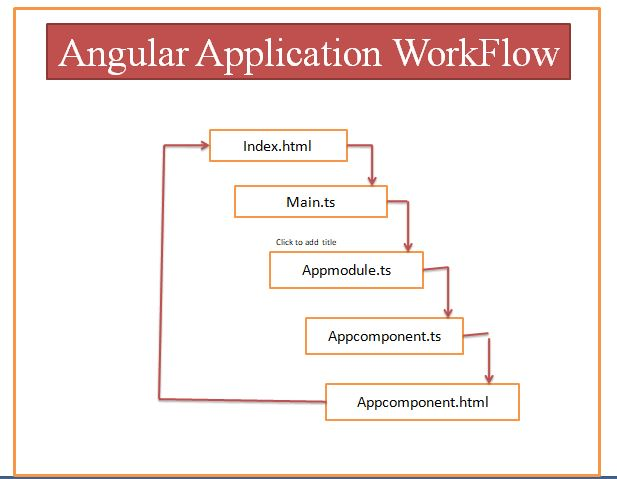 Angular Application WorkFlow
Index.html
Main.ts
Click to add title
Appmodule.ts
Appcomponent.ts
Appcomponent.html